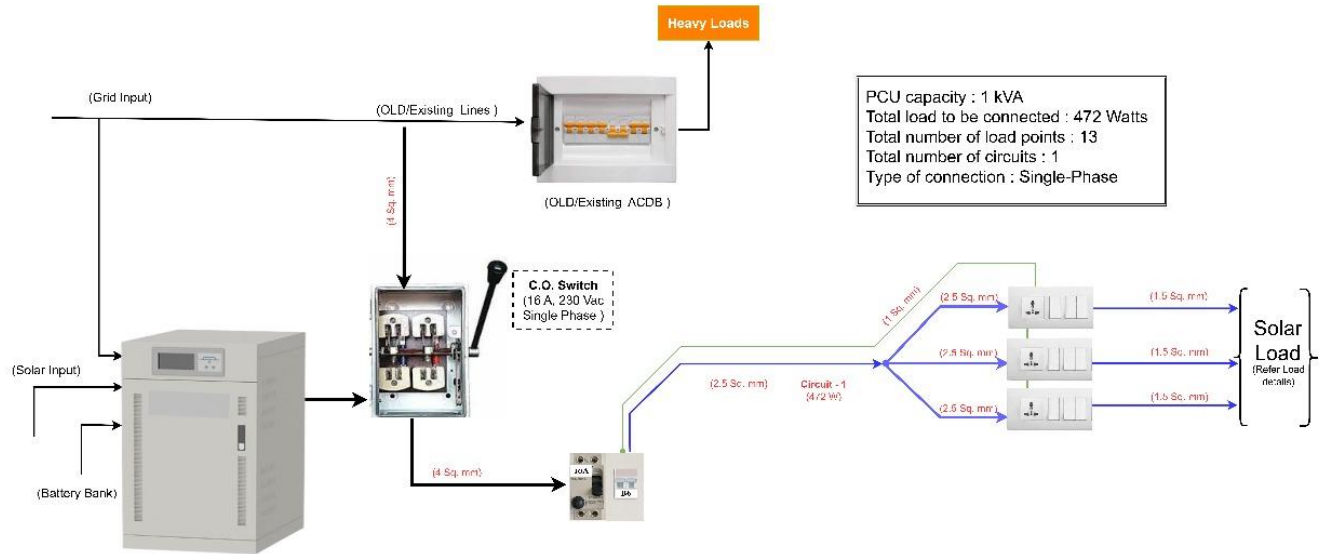 Heavy Loads
(Grid Input)
(OLD/Existing Lines)
(OLD/Existing ACDB )
PCU capacity : 1 kVA
Total load to be connected : 472 Watts
Total number of load points : 13
Total number of circuits : 1
Type of connection : Single-Phase
(4 Sq. mm)
C.O. Switch
(16 A, 230 Vac
Single Phase )
(Solar Input)
(Battery Bank)
(4 Sq. mm)
10A
B6
(1 Sq. mm)
(2.5 Sq. mm)
Circuit - 1
(472 W)
(2.5 Sq. mm)
(2.5 Sq. mm)
(2.5 Sq. mm)
(1.5 Sq. mm)
(1.5 Sq. mm)
(1.5 Sq. mm)
Solar
Load
(Refer Load
details)